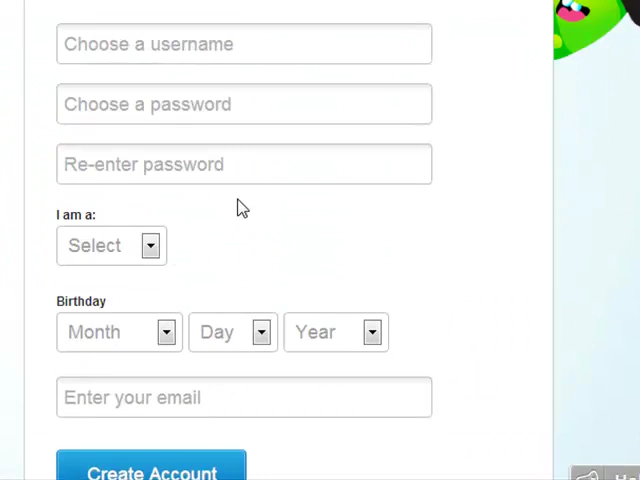 Choose a username
Choose a password
Re-enter password
I am a:
Select
Birthday
Month Day Year
Enter your email
Create Account